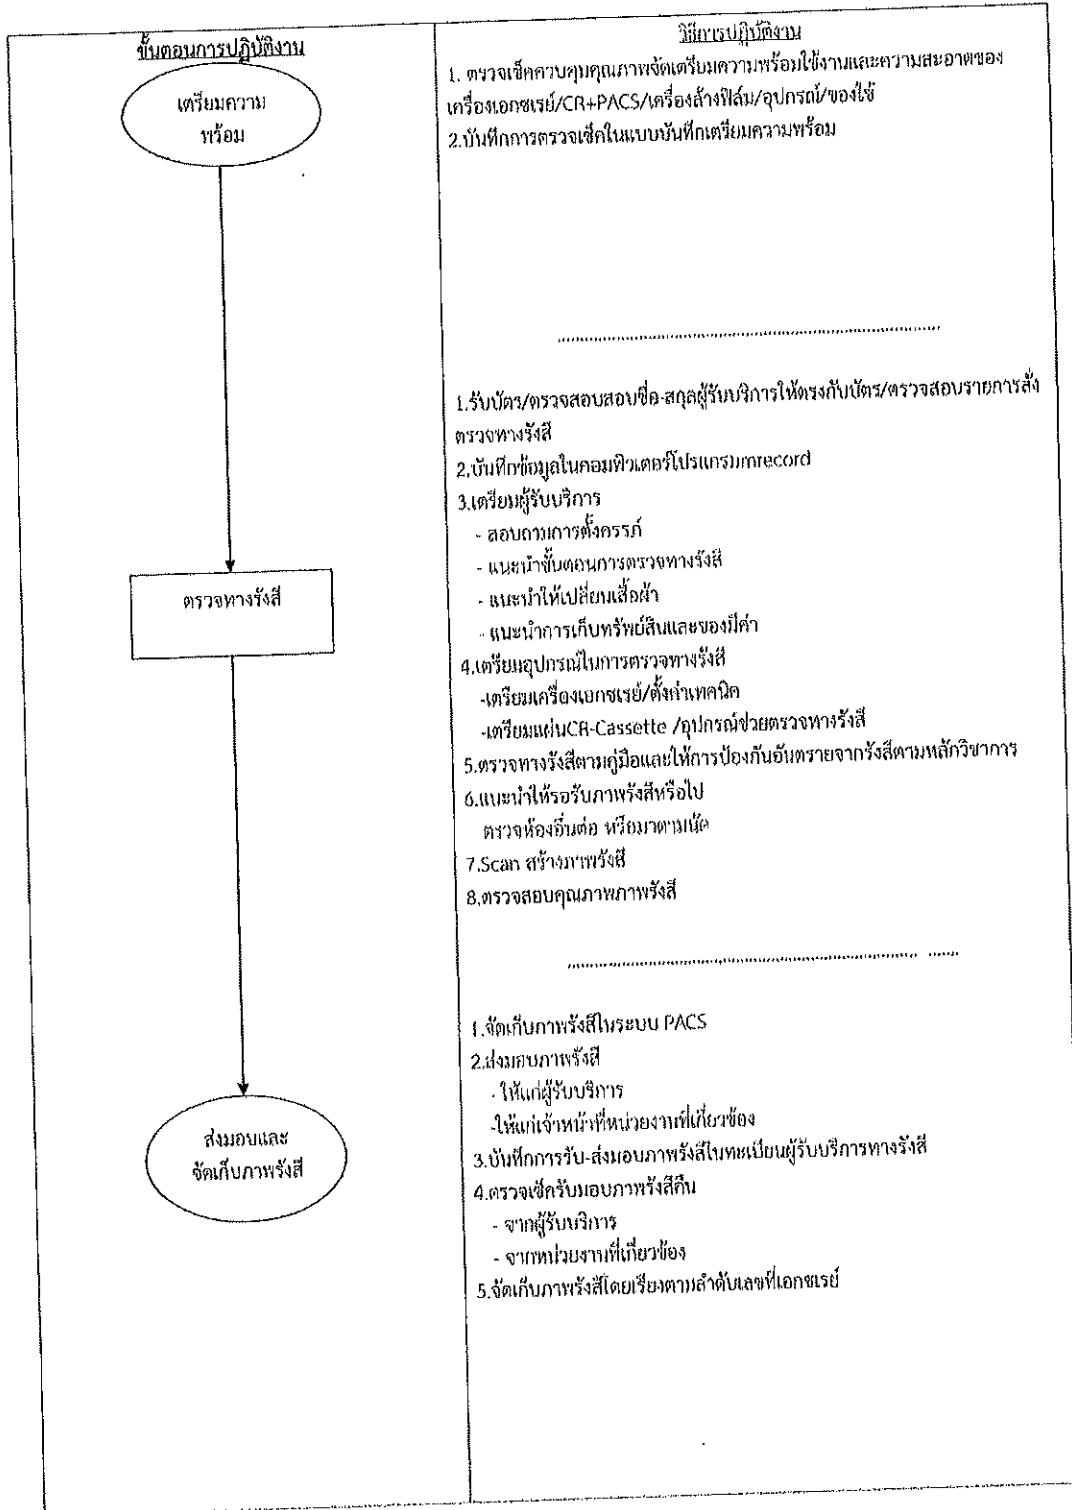 ขั้นตอนการปฏิบัติงาน
เตรียมความ
พร้อม
ตรวจทางรังสี
ส่งมอบและ
จัดเก็บภาพรังสี
วิธีการปฏิบัติงาน
1. ตรวจเช็คควบคุมคุณภาพจัดเตรียมความพร้อมใช้งานและความสะอาดของ
เครื่องเอกซเรย์/CR+PACS/เครื่องล้างฟิล์ม/อุปกรณ์/ของใช้
2.บันทึกการตรวจเช็คในแบบบันทึกเตรียมความพร้อม
1.รับบัตร/ตรวจสอบสอบชื่อ-สกุลผู้รับบริการให้ตรงกับบัตร/ตรวจสอบรายการสั่ง
ตรวจทางรังสี
2.บันทึกข้อมูลในคอมพิวเตอร์โปรแกรมmrecord
3.เตรียมผู้รับบริการ
- สอบถามการตั้งครรภ์
- แนะนำขั้นตอนการตรวจทางรังสี
- แนะนำให้เปลี่ยนเสื้อผ้า
- แนะนำการเก็บทรัพย์สินและของมีค่า
4.เตรียมอุปกรณ์ในการตรวจทางรังสี
-เตรียมเครื่องเอกซเรย์/ตั้งค่าเทคนิค
-เตรียมแผ่นCR-Cassette /อุปกรณ์ช่วยตรวจทางรังสี
5.ตรวจทางรังสีตามคู่มือและให้การป้องกันอันตรายจากรังสีตามหลักวิชาการ
6.แนะนำให้รอรับภาพรังสีหรือไป
ตรวจห้องอื่นต่อ หรือมาตามนัด
7.Scan สร้างภาพรังสี
8.ตรวจสอบคุณภาพภาพรังสี
1.จัดเก็บภาพรังสีในระบบ PACS
2.ส่งมอบภาพรังสี
- ให้แก่ผู้รับบริการ
-ให้แก่เจ้าหน้าที่หน่วยงานที่เกี่ยวข้อง
3.บันทึกการรับ-ส่งมอบภาพรังสีในทะเบียนผู้รับบริการทางรังสี
4.ตรวจเช็ครับมอบภาพรังสีคืน
- จากผู้รับบริการ
- จากหน่วยงานที่เกี่ยวข้อง
5.จัดเก็บภาพรังสีโดยเรียงตามลำดับเลขที่เอกซเรย์